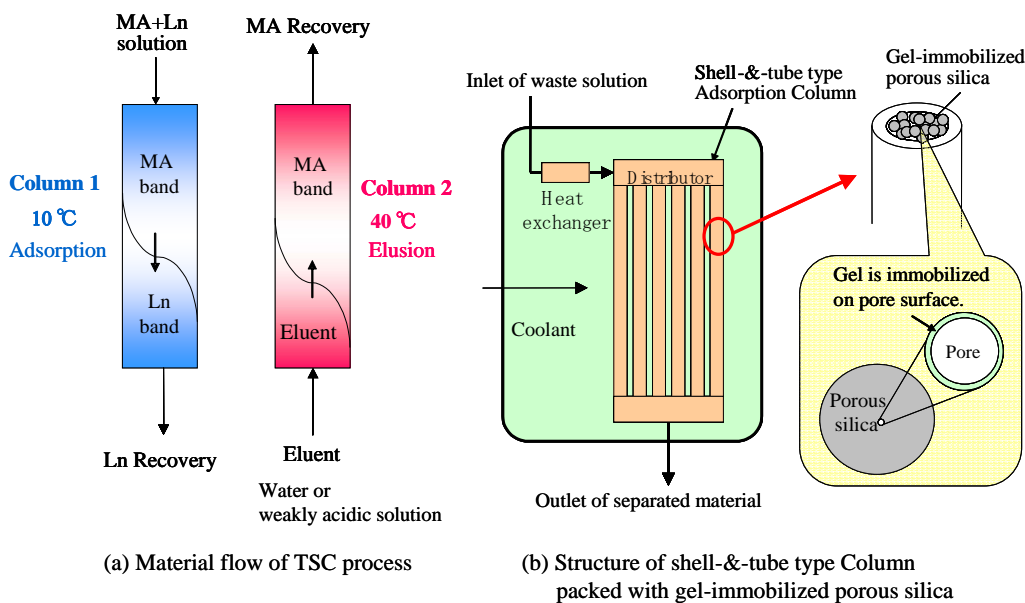 MA+Ln
solution
MA
band
Column 1
10 ℃
Adsorption
Ln
band
Ln Recovery
MA Recovery
MA
band
Column 2
40 ℃
Elusion
Eluent
Eluent
Water or
weakly acidic solution
(a) Material flow of TSC process
Inlet of waste solution
Shell-&-tube type
Adsorption Column
Distributor
Heat
exchanger
Coolant
Outlet of separated material
Gel-immobilized
porous silica
Gel is immobilized
on pore surface.
Pore
Porous
silica
(b) Structure of shell-&-tube type Column
packed with gel-immobilized porous silica